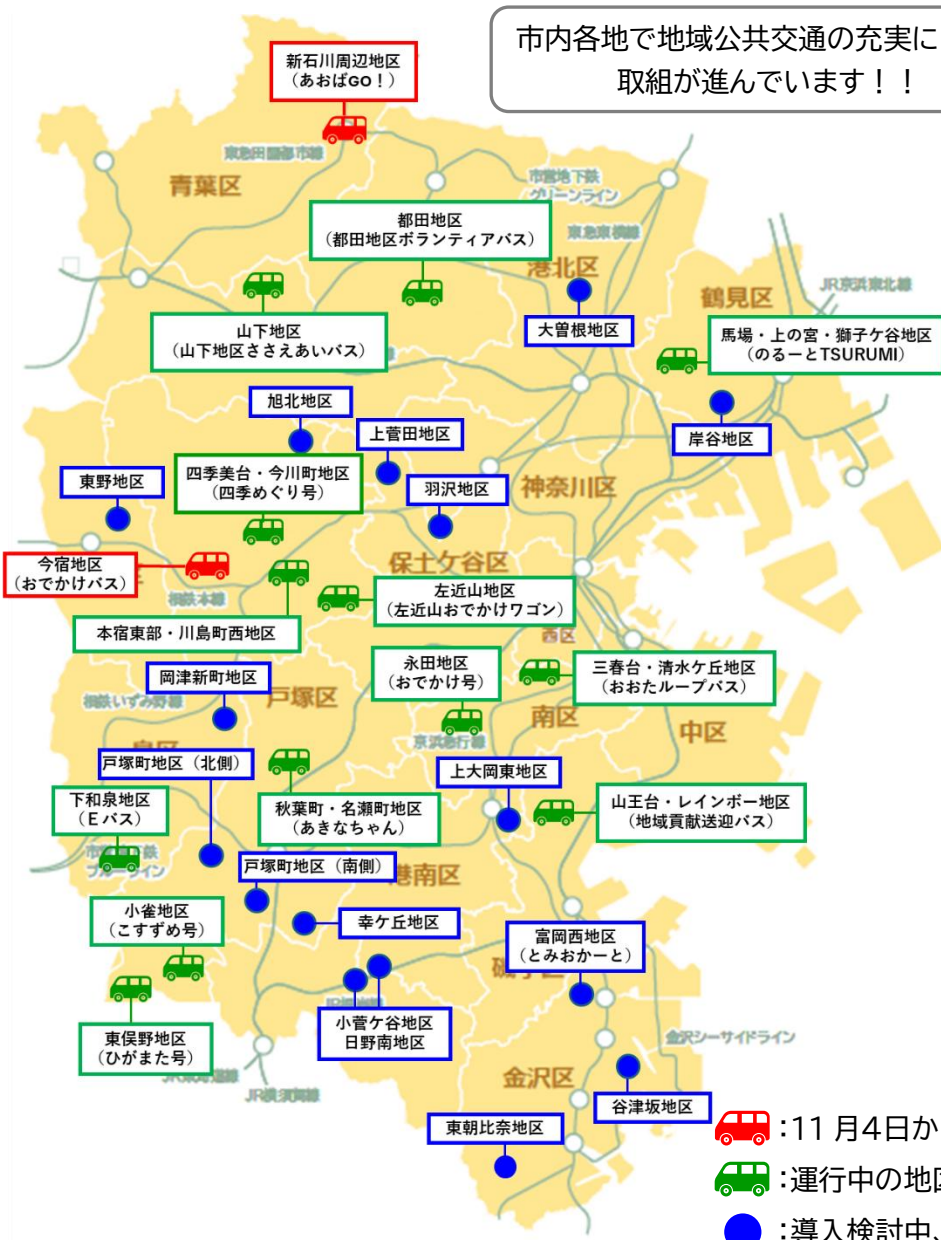 市内各地で地域公共交通の充実に
取組が進んでいます！！
新石川周辺地区
（あおばGO！）
東急田園都市線
青葉区
市営地下鉄
グリーンライン
都田地区
（都田地区ボランティアバス）
東急東横線
港北区
鶴見区
JR京浜東北線
山下地区
（山下地区ささえあいバス）
大曽根地区
馬場・上の宮・獅子ケ谷地区
（のるーとTSURUMI）
旭北地区
上菅田地区
岸谷地区
東野地区
四季美台・今川町地区
（四季めぐり号）
羽沢地区
神奈川区
今宿地区
（おでかけバス）
相鉄本線
保土ケ谷区
左近山地区
（左近山おでかけワゴン）
本宿東部・川島町西地区
西区
岡津新町地区
永田地区
（おでかけ号）
三春台・清水ケ丘地区
（おおたループバス）
相鉄いずみ野線
戸塚区
南区
中区
京浜急行線
泉区
戸塚町地区（北側）
上大岡東地区
下和泉地区
（Eバス）
秋葉町・名瀬町地区
（あきなちゃん）
山王台・レインボー地区
（地域貢献送迎バス）
ブルーライン
戸塚町地区（南側）
港南区
小雀地区
（こすずめ号）
幸ケ丘地区
富岡西地区
（とみおかーと）
東俣野地区
（ひがまた号）
小菅ケ谷地区
日野南地区
金沢シーサイドライン
JR横須賀線
金沢区
谷津坂地区
東朝比奈地区
：11月4日か
：運行中の地区
：導入検討中、